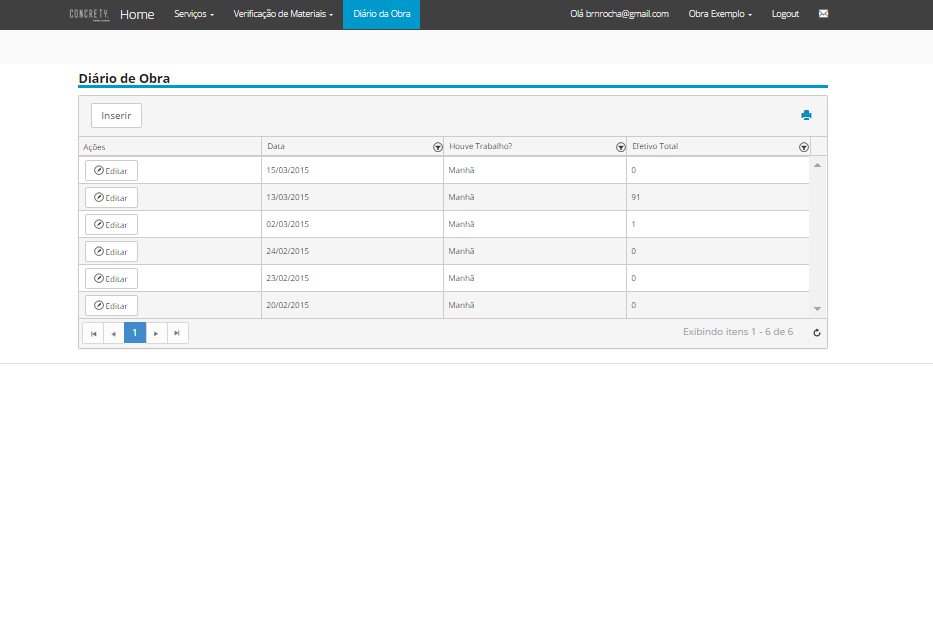 CONCRETY Home Serviços Verificação de Materiais Diário da Obra Olá brnrocha@gmail.com Obra Exemplo Logout
Diário de Obra
Inserir
Ações Data Houve Trabalho? Efetivo Total
Editar 15/03/2015 Manhã 0
Editar 13/03/2015 Manhã 91
Editar 02/03/2015 Manhã 1
Editar 24/02/2015 Manhã 0
Editar 23/02/2015 Manhã 0
Editar 20/02/2015 Manhã 0
1 Exibindo itens 1 - 6 de 6